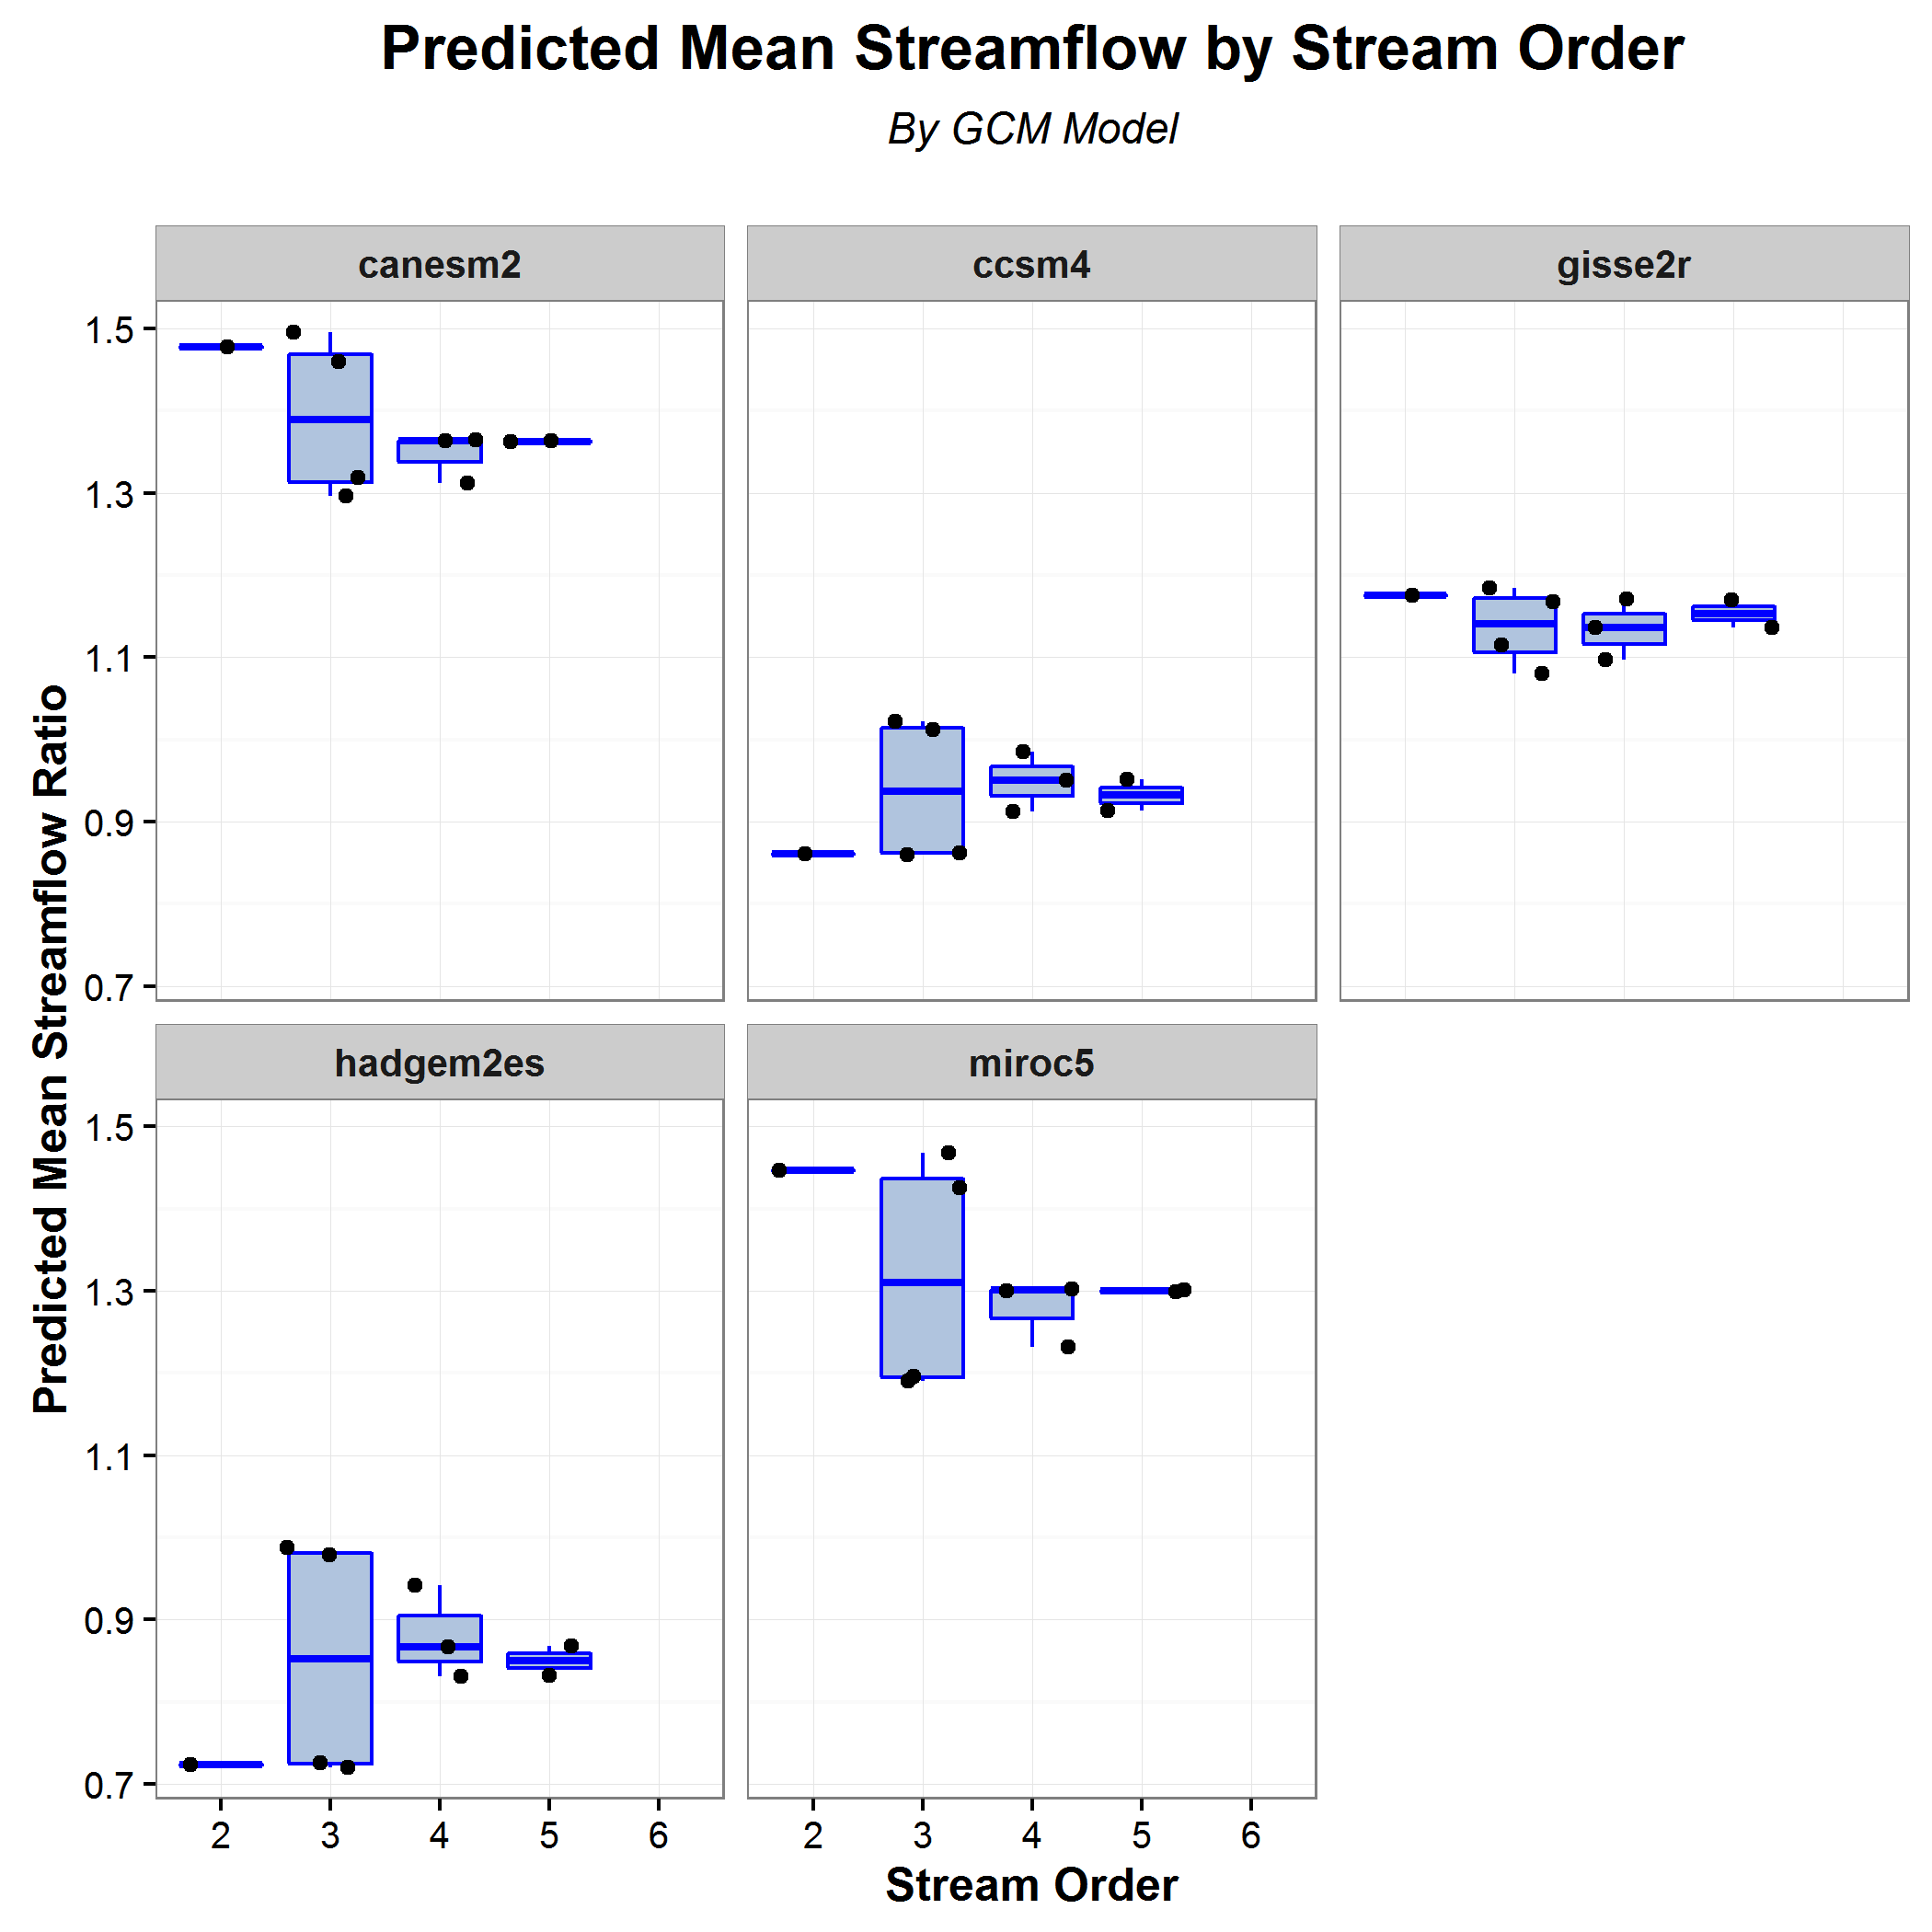 Predicted Mean Streamflow by Stream Order
By GCM Model
canesm2
ccsm4
gisse2r
1.5
1.3
1.1
0.9
0.7
Predicted Mean Streamflow Ratio
hadgem2es
miroc5
1.5
1.3
1.1
0.9
0.7
2 3 4 5 6
2 3 4 5 6
Stream Order